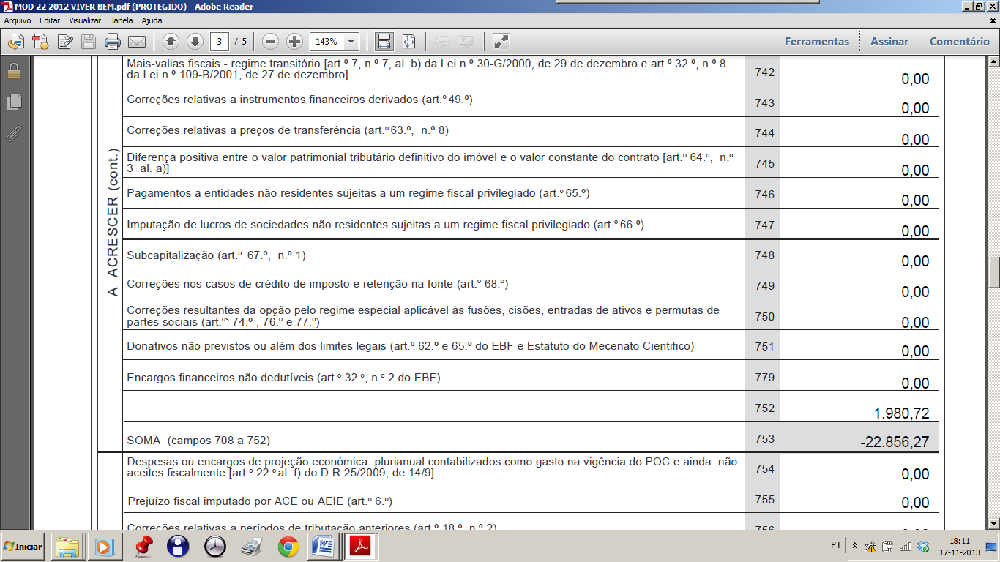 MOD 22 2012 VIVER BEM.pdf (PROTEGIDO) - Adobe Reader
Arquivo Editar Visualizar Janela Ajuda
3 / 5 143% Ferramentas Assinar Comentário
Mais-valias fiscais - regime transitório [art.º 7, n.º 7, al. b) da Lei n.º 30-G/2000, de 29 de dezembro e art.º 32.º, n.º 8
da Lei n.º 109-B/2001, de 27 de dezembro]
742
0,00
Correções relativas a instrumentos financeiros derivados (art.º 49.º)
743
0,00
Correções relativas a preços de transferência (art.º 63.º, n.º 8)
744
0,00
Diferença positiva entre o valor patrimonial tributário definitivo do imóvel e o valor constante do contrato [art.º 64.º, n.º
3 al. a)]
745
0,00
Pagamentos a entidades não residentes sujeitas a um regime fiscal privilegiado (art.º 65.º)
746
0,00
Imputação de lucros de sociedades não residentes sujeitas a um regime fiscal privilegiado (art.º 66.º)
747
0,00
A ACRESCER (cont.)
Subcapitalização (art.º 67.º, n.º 1)
748
0,00
Correções nos casos de crédito de imposto e retenção na fonte (art.º 68.º)
749
0,00
Correções resultantes da opção pelo regime especial aplicável às fusões, cisões, entradas de ativos e permutas de
partes sociais (art.ºs 74.º , 76.º e 77.º)
750
0,00
Donativos não previstos ou além dos limites legais (art.º 62.º e 65.º do EBF e Estatuto do Mecenato Cientifico)
751
0,00
Encargos financeiros não dedutíveis (art.º 32.º, n.º 2 do EBF)
779
0,00
752
1.980,72
SOMA (campos 708 a 752)
753
-22.856,27
Despesas ou encargos de projeção económica plurianual contabilizados como gasto na vigência do POC e ainda não
aceites fiscalmente [art.º 22.º al. f) do D.R 25/2009, de 14/9]
754
0,00
Prejuízo fiscal imputado por ACE ou AEIE (art.º 6.º)
755
0,00
Correções relativas a períodos de tributação anteriores (art.º 18.º, n.º 2)
756
0,00
Iniciar
PT
18:11
17-11-2013